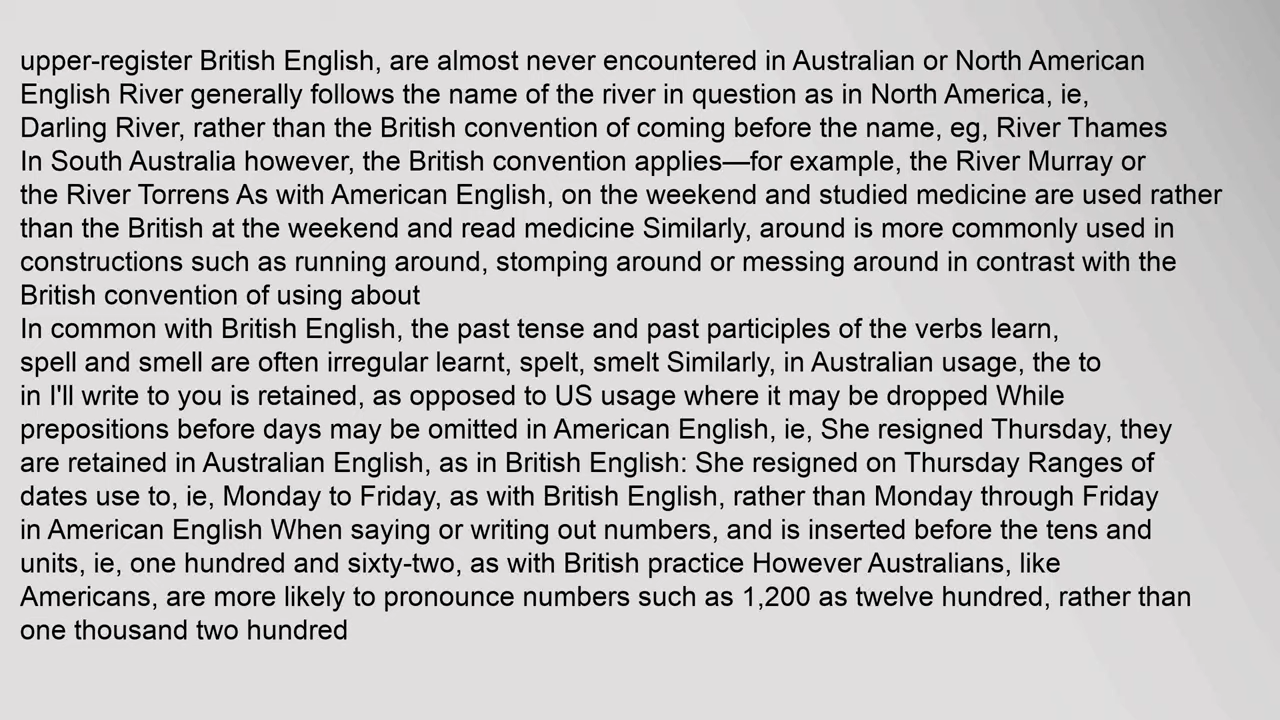 upper-register British English, are almost never encountered in Australian or North American
English River generally follows the name of the river in question as in North America, ie,
Darling River, rather than the British convention of coming before the name, eg, River Thames
In South Australia however, the British convention applies—for example, the River Murray or
the River Torrens As with American English, on the weekend and studied medicine are used rather
than the British at the weekend and read medicine Similarly, around is more commonly used in
constructions such as running around, stomping around or messing around in contrast with the
British convention of using about
In common with British English, the past tense and past participles of the verbs learn,
spell and smell are often irregular learnt, spelt, smelt Similarly, in Australian usage, the to
in I'll write to you is retained, as opposed to US usage where it may be dropped While
prepositions before days may be omitted in American English, ie, She resigned Thursday, they
are retained in Australian English, as in British English: She resigned on Thursday Ranges of
dates use to, ie, Monday to Friday, as with British English, rather than Monday through Friday
in American English When saying or writing out numbers, and is inserted before the tens and
units, ie, one hundred and sixty-two, as with British practice However Australians, like
Americans, are more likely to pronounce numbers such as 1,200 as twelve hundred, rather than
one thousand two hundred